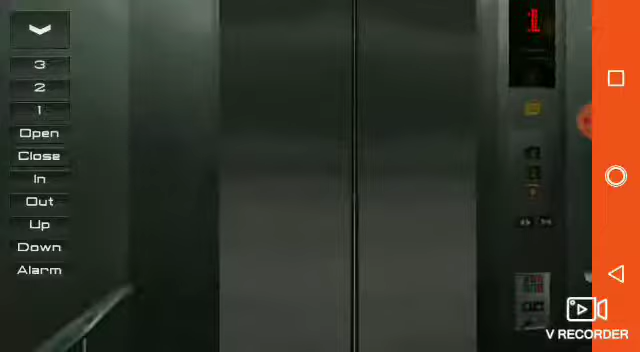 3
2
1
Open
Close
In
Out
Up
Down
Alarm
V RECORDER